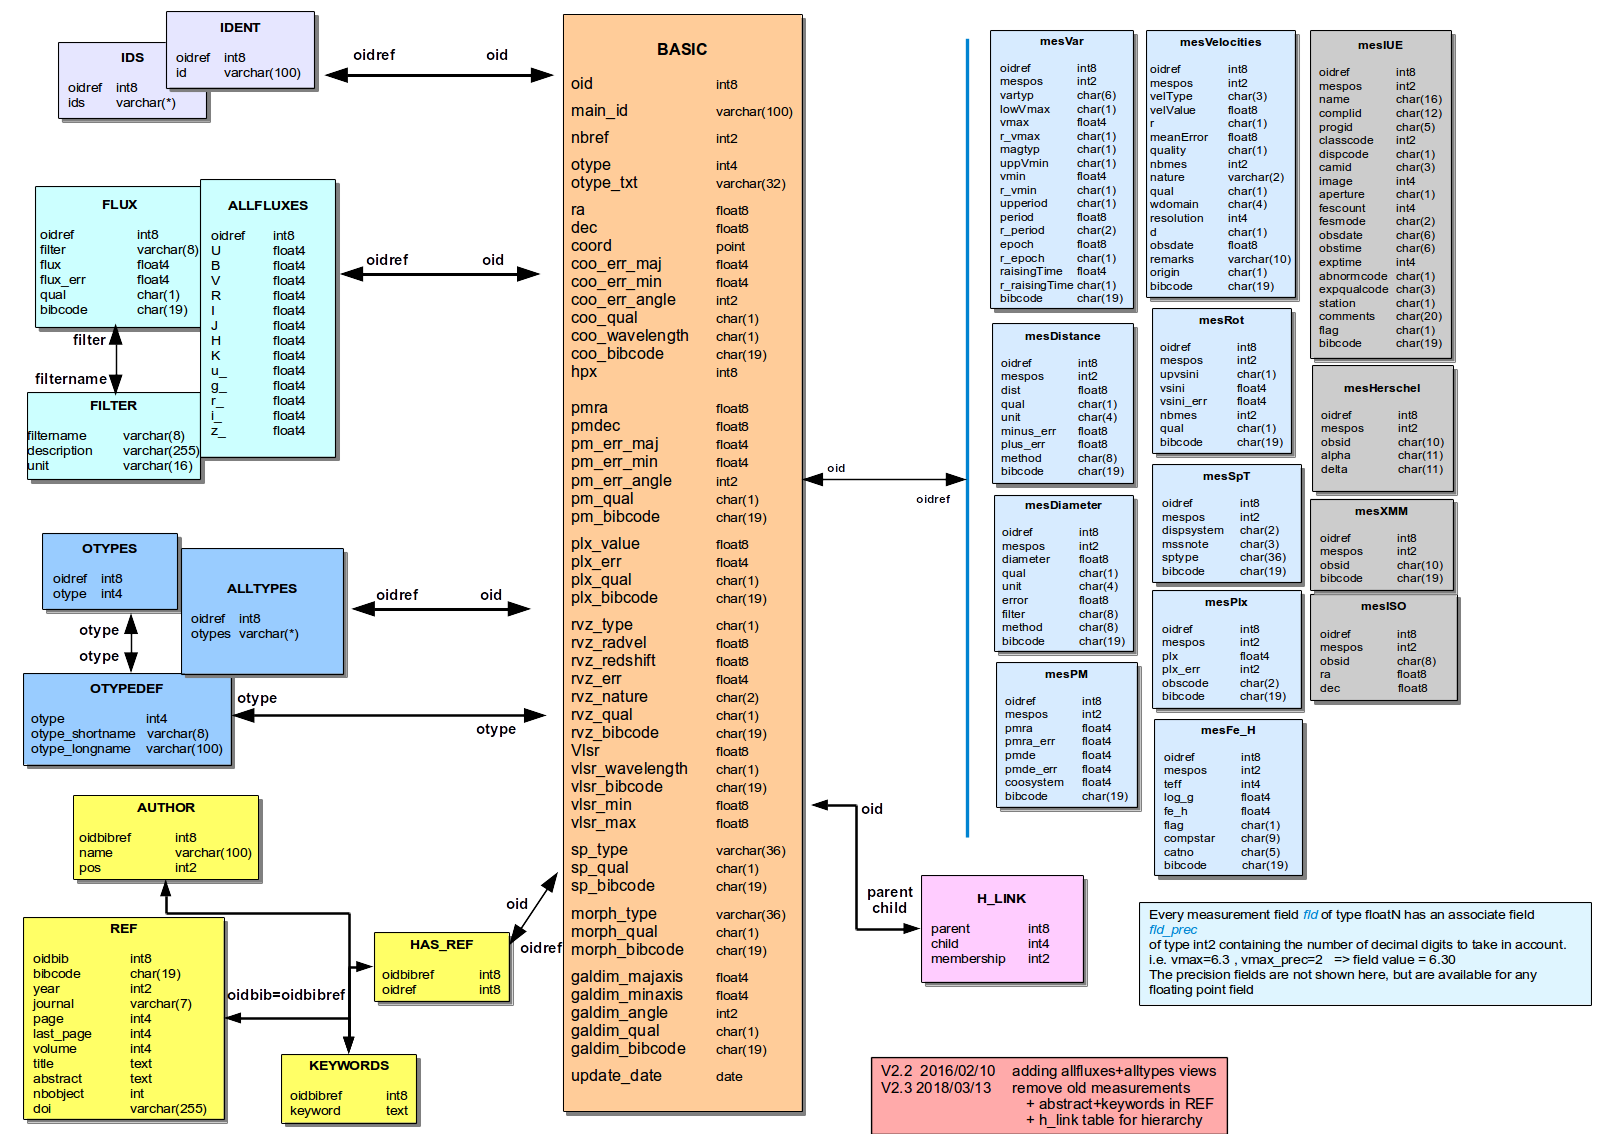 IDENT
oidref int8
id varchar(100)
IDS
oidref int8
ids varchar(*)
oidref oid
FLUX
oidref int8
filter varchar(8)
flux float4
flux_err float4
qual char(1)
bibcode char(19)
ALLFLUXES
oidref int8
U float4
B float4
V float4
R float4
I float4
J float4
H float4
K float4
u_ float4
g_ float4
r_ float4
i_ float4
z_ float4
oidref oid
filter
filtername
FILTER
filtername varchar(8)
description varchar(255)
unit varchar(16)
OTYPES
oidref int8
otype int4
ALLTYPES
oidref int8
otypes varchar(*)
oidref oid
otype
otype
OTYPEDEF
otype int4
otype_shortname varchar(8)
otype_longname varchar(100)
otype
otype
AUTHOR
oidbibref int8
name varchar(100)
pos int2
REF
oidbib int8
bibcode char(19)
year int2
journal varchar(7)
page int4
last_page int4
volume int4
title text
abstract text
nbobject int
doi varchar(255)
oidbib=oidbibref
HAS_REF
oidbibref int8
oidref int8
oid
oidref
KEYWORDS
oidbibref int8
keyword text
BASIC
oid int8
main_id varchar(100)
nbref int2
otype int4
otype_txt varchar(32)
ra float8
dec float8
coord point
coo_err_maj float4
coo_err_min float4
coo_err_angle int2
coo_qual char(1)
coo_wavelength char(1)
coo_bibcode char(19)
hpx int8
pmra float8
pmdec float8
pm_err_maj float4
pm_err_min float4
pm_err_angle int2
pm_qual char(1)
pm_bibcode char(19)
plx_value float8
plx_err float4
plx_qual char(1)
plx_bibcode char(19)
rvz_type char(1)
rvz_radvel float8
rvz_redshift float8
rvz_err float4
rvz_nature char(2)
rvz_qual char(1)
rvz_bibcode char(19)
Vlsr float8
vlsr_wavelength char(1)
vlsr_bibcode char(19)
vlsr_min float8
vlsr_max float8
sp_type varchar(36)
sp_qual char(1)
sp_bibcode char(19)
morph_type varchar(36)
morph_qual char(1)
morph_bibcode char(19)
galdim_majaxis float4
galdim_minaxis float4
galdim_angle int2
galdim_qual char(1)
galdim_bibcode char(19)
update_date date
oid
oidref
oid
parent
child
H_LINK
parent int8
child int4
membership int2
mesVar
oidref int8
mespos int2
vartyp char(6)
lowVmax char(1)
vmax float4
r_vmax char(1)
magtyp char(1)
uppVmin char(1)
vmin float4
r_vmin char(1)
upperiod char(1)
period float8
r_period char(2)
epoch float8
r_epoch char(1)
raisingTime float4
r_raisingTime char(1)
bibcode char(19)
mesDistance
oidref int8
mespos int2
dist float8
qual char(1)
unit char(4)
minus_err float8
plus_err float8
method char(8)
bibcode char(19)
mesDiameter
oidref int8
mespos int2
diameter float8
qual char(1)
unit char(4)
error float8
filter char(8)
method char(8)
bibcode char(19)
mesPM
oidref int8
mespos int2
pmra float4
pmra_err float4
pmde float4
pmde_err float4
coosystem float4
bibcode char(19)
mesVelocities
oidref int8
mespos int2
velType char(3)
velValue float8
r char(1)
meanError float8
quality char(1)
nbmes int2
nature varchar(2)
qual char(1)
wdomain char(4)
resolution int4
d char(1)
obsdate float8
remarks varchar(10)
origin char(1)
bibcode char(19)
mesRot
oidref int8
mespos int2
upvsini char(1)
vsini float4
vsini_err float4
nbmes int2
qual char(1)
bibcode char(19)
mesSpT
oidref int8
mespos int2
dispsystem char(2)
mssnote char(3)
sptype char(36)
bibcode char(19)
mesPlx
oidref int8
mespos int2
plx float4
plx_err int2
obscode char(2)
bibcode char(19)
mesFe_H
oidref int8
mespos int2
teff int4
log_g float4
fe_h float4
flag char(1)
compstar char(9)
catno char(5)
bibcode char(19)
mesIUE
oidref int8
mespos int2
name char(16)
complid char(12)
progid char(5)
classcode int2
dispcode char(1)
camid char(3)
image int4
aperture char(1)
fescount int4
fesmode char(2)
obsdate char(6)
obstime char(6)
exptime int4
abnormcode char(1)
expqualcode char(3)
station char(1)
comments char(20)
flag char(1)
bibcode char(19)
mesHerschel
oidref int8
mespos int2
obsid char(10)
alpha char(11)
delta char(11)
mesXMM
oidref int8
mespos int2
obsid char(10)
bibcode char(19)
mesISO
oidref int8
mespos int2
obsid char(8)
ra float8
dec float8
Every measurement field fld of type floatN has an associate field
fld_prec
of type int2 containing the number of decimal digits to take in account.
i.e. vmax=6.3 , vmax_prec=2 => field value = 6.30
The precision fields are not shown here, but are available for any
floating point field
V2.2 2016/02/10 adding allfluxes+alltypes views
V2.3 2018/03/13 remove old measurements
+ abstract+keywords in REF
+ h_link table for hierarchy